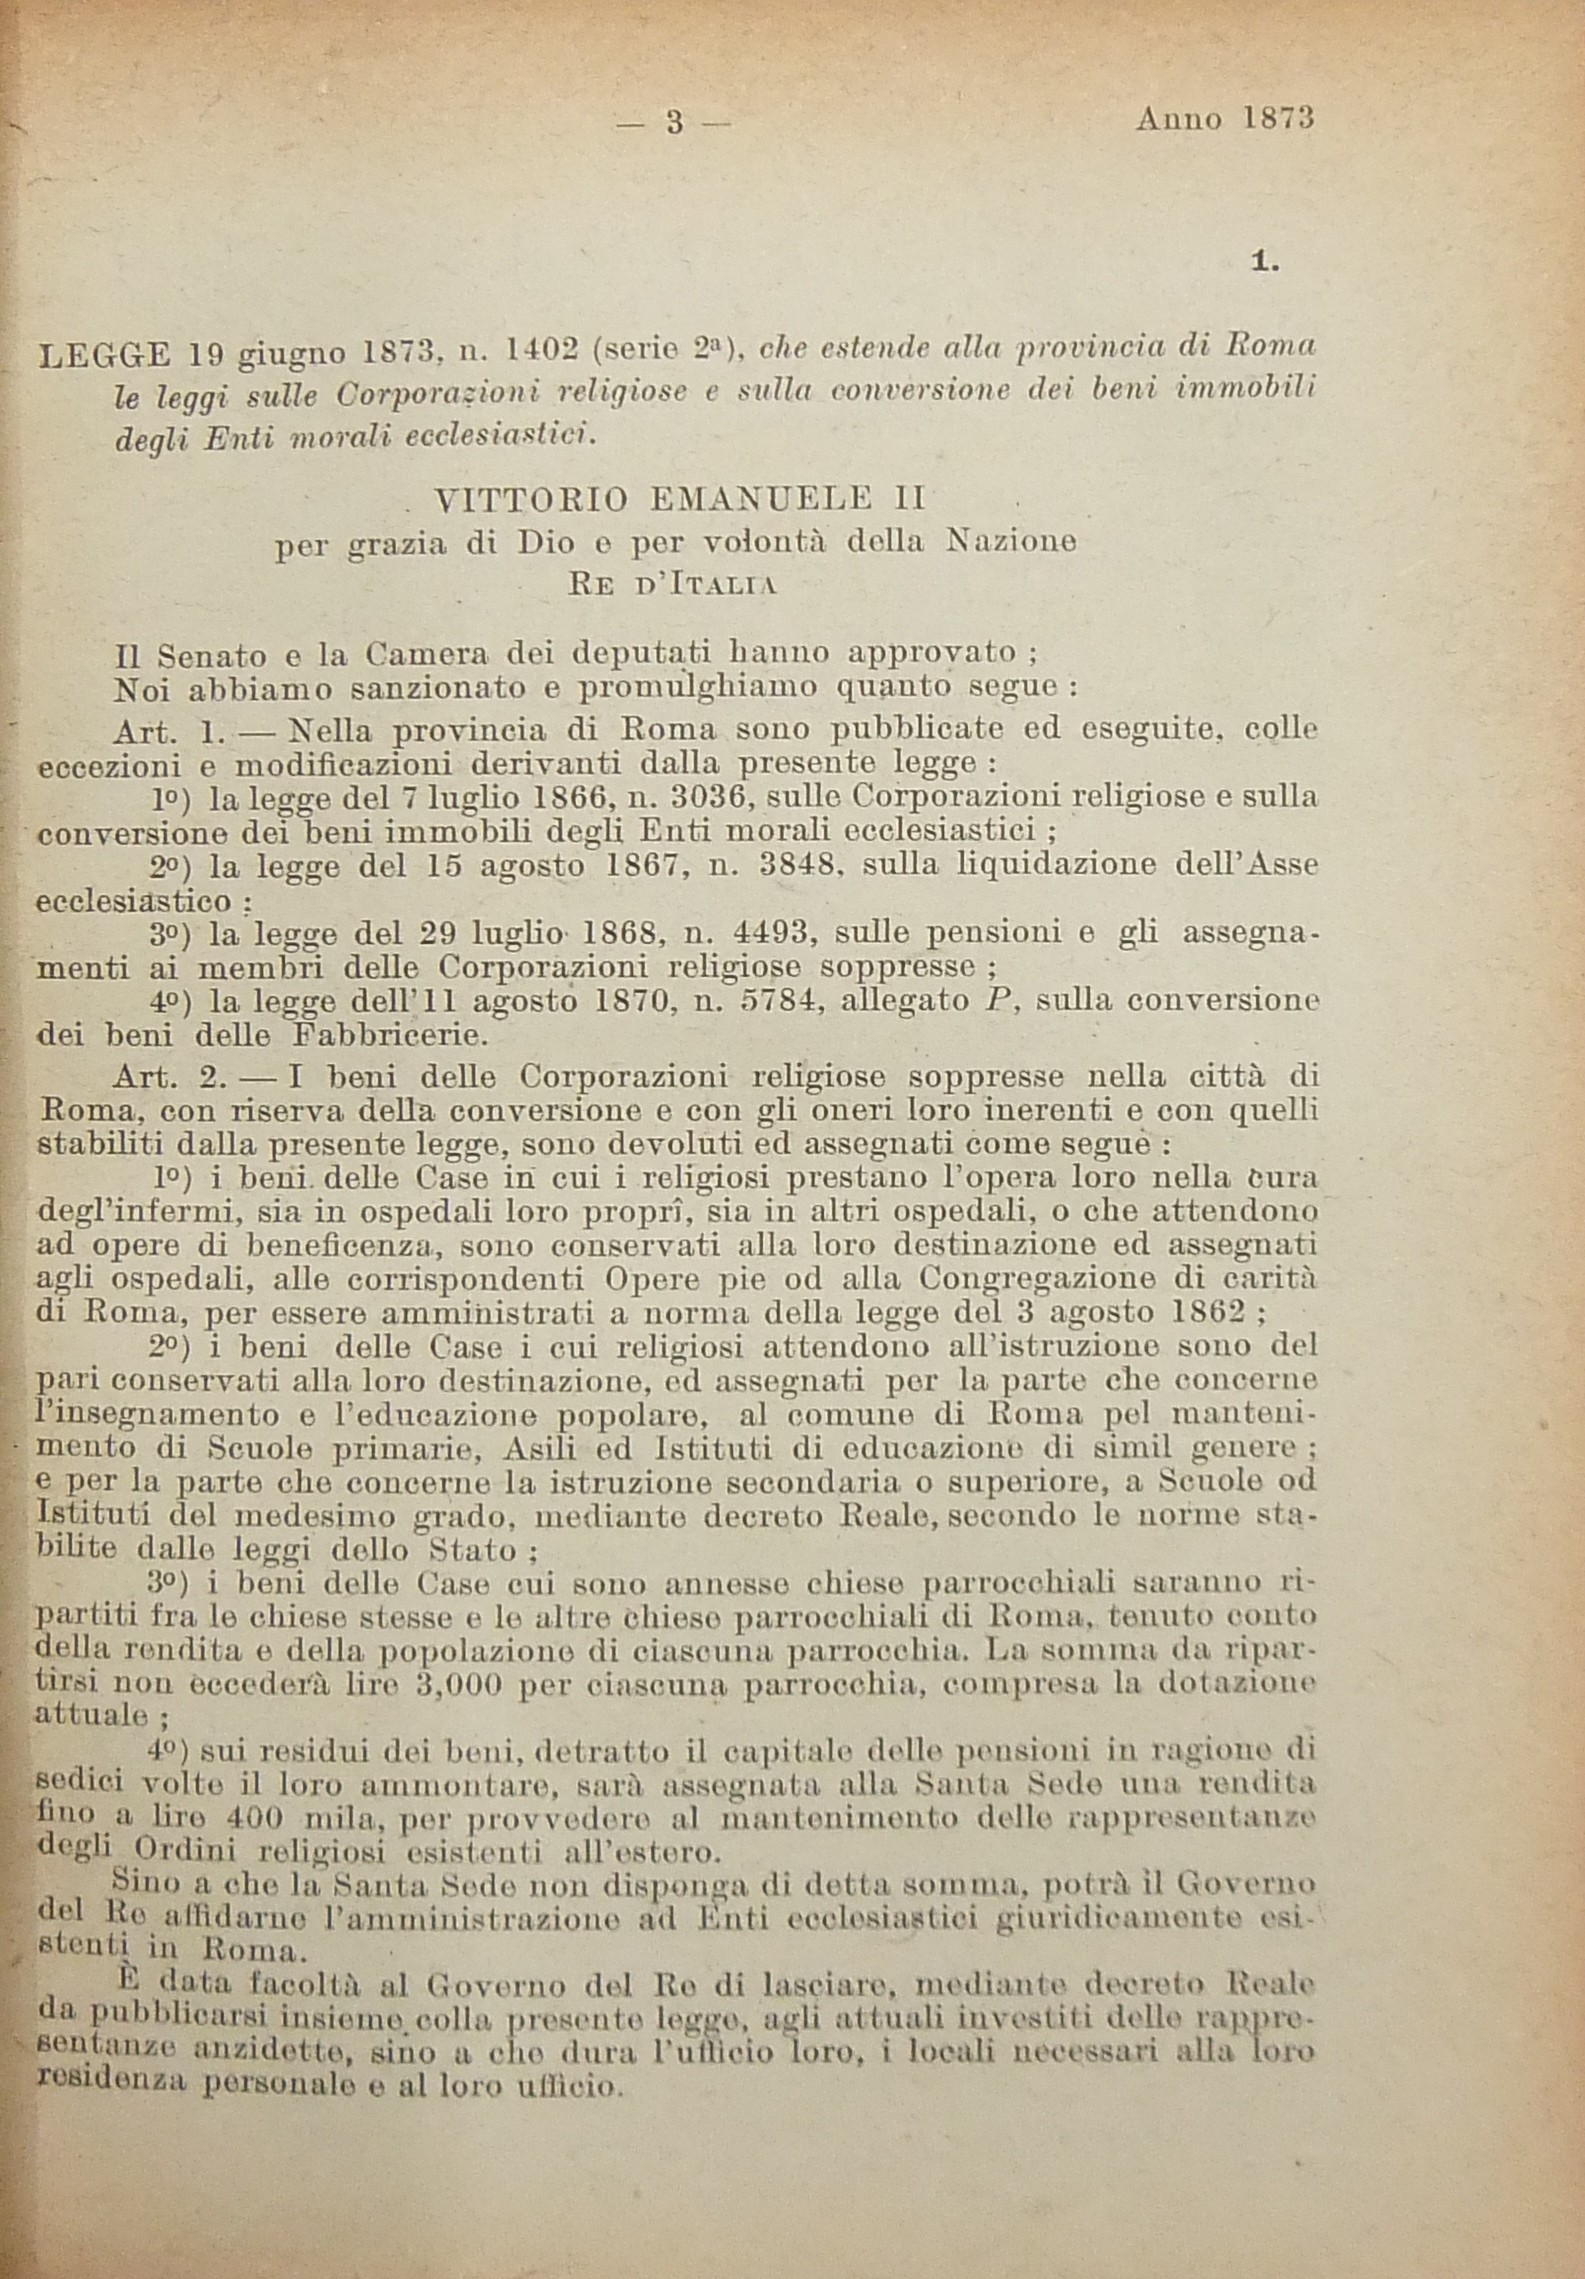 — 3 —
Anno 1873
1.
LEGGE 19 giugno 1873, n. 1402 (serie 2ª), che estende alla provincia di Roma
le leggi sulle Corporazioni religiose e sulla conversione dei beni immobili
degli Enti morali ecclesiastici.
VITTORIO EMANUELE II
per grazia di Dio e per volontà della Nazione
RE D'ITALIA
Il Senato e la Camera dei deputati hanno approvato ;
Noi abbiamo sanzionato e promulghiamo quanto segue :
Art. 1. — Nella provincia di Roma sono pubblicate ed eseguite, colle
eccezioni e modificazioni derivanti dalla presente legge :
1º) la legge del 7 luglio 1866, n. 3036, sulle Corporazioni religiose e sulla
conversione dei beni immobili degli Enti morali ecclesiastici ;
2º) la legge del 15 agosto 1867, n. 3848, sulla liquidazione dell'Asse
ecclesiastico ;
3º) la legge del 29 luglio 1868, n. 4493, sulle pensioni e gli assegna-
menti ai membri delle Corporazioni religiose soppresse ;
4º) la legge dell'11 agosto 1870, n. 5784, allegato P, sulla conversione
dei beni delle Fabbricerie.
Art. 2. — I beni delle Corporazioni religiose soppresse nella città di
Roma, con riserva della conversione e con gli oneri loro inerenti e con quelli
stabiliti dalla presente legge, sono devoluti ed assegnati come segue :
1º) i beni delle Case in cui i religiosi prestano l'opera loro nella cura
degl'infermi, sia in ospedali loro proprî, sia in altri ospedali, o che attendono
ad opere di beneficenza, sono conservati alla loro destinazione ed assegnati
agli ospedali, alle corrispondenti Opere pie od alla Congregazione di carità
di Roma, per essere amministrati a norma della legge del 3 agosto 1862 ;
2º) i beni delle Case i cui religiosi attendono all'istruzione sono del
pari conservati alla loro destinazione, ed assegnati per la parte che concerne
l'insegnamento e l'educazione popolare, al comune di Roma pel manteni-
mento di Scuole primarie, Asili ed Istituti di educazione di simil genere ;
e per la parte che concerne la istruzione secondaria o superiore, a Scuole od
Istituti del medesimo grado, mediante decreto Reale, secondo le norme sta-
bilite dalle leggi dello Stato ;
3º) i beni delle Case cui sono annesse chiese parrocchiali saranno ri-
partiti fra le chiese stesse e le altre chiese parrocchiali di Roma, tenuto conto
della rendita e della popolazione di ciascuna parrocchia. La somma da ripar-
tirsi non eccederà lire 3,000 per ciascuna parrocchia, compresa la dotazione
attuale ;
4º) sui residui dei beni, detratto il capitale delle pensioni in ragione di
sedici volte il loro ammontare, sarà assegnata alla Santa Sede una rendita
fino a lire 400 mila, per provvedere al mantenimento delle rappresentanze
degli Ordini religiosi esistenti all'estero.
Sino a che la Santa Sede non disponga di detta somma, potrà il Governo
del Re affidarne l'amministrazione ad Enti ecclesiastici giuridicamente esi-
stenti in Roma.
È data facoltà al Governo del Re di lasciare, mediante decreto Reale
da pubblicarsi insieme colla presente legge, agli attuali investiti delle rappre-
sentanze anzidette, sino a che dura l'ufficio loro, i locali necessari alla loro
residenza personale e al loro ufficio.